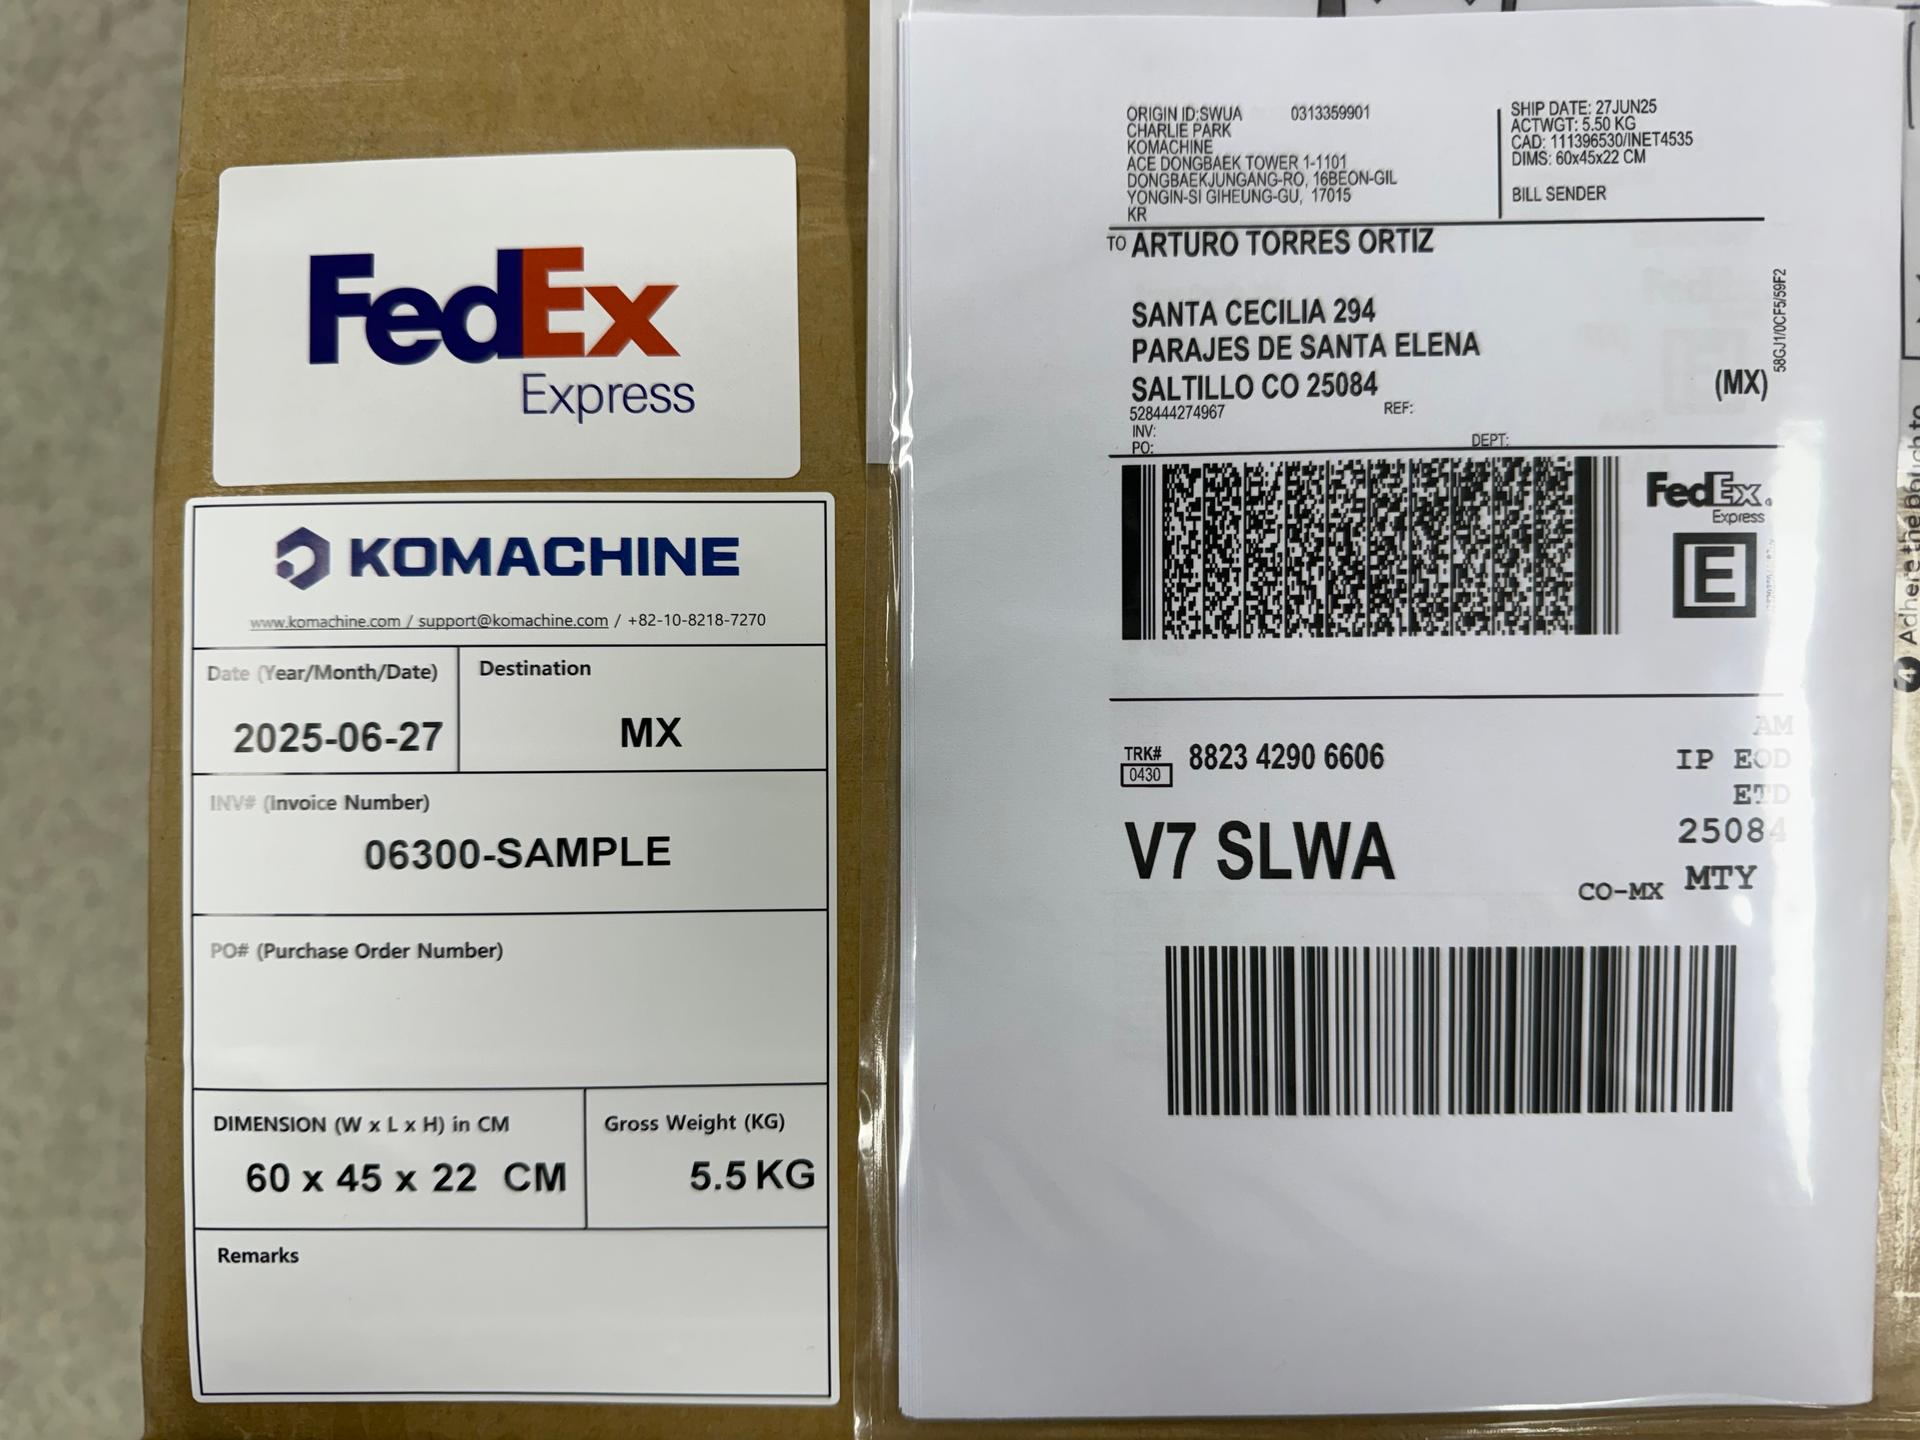 FedEx
Express
KOMACHINE
www.komachine.com / support@komachine.com / +82-10-8218-7270
Date (Year/Month/Date)
Destination
2025-06-27
MX
INV# (Invoice Number)
06300-SAMPLE
PO# (Purchase Order Number)
DIMENSION (W x L x H) in CM
Gross Weight (KG)
60 x 45 x 22 CM
5.5 KG
Remarks
ORIGIN ID:SWUA 0313359901
CHARLIE PARK
KOMACHINE
ACE DONGBAEK TOWER 1-1101
DONGBAEKJUNGANG-RO, 16BEON-GIL
YONGIN-SI GIHEUNG-GU, 17015
KR
SHIP DATE: 27JUN25
ACTWGT: 5.50 KG
CAD: 111396530/INET4535
DIMS: 60x45x22 CM
BILL SENDER
TO ARTURO TORRES ORTIZ
SANTA CECILIA 294
PARAJES DE SANTA ELENA
SALTILLO CO 25084
(MX)
528444274967
REF:
INV:
PO:
DEPT:
58GJ1/0CF5/59F2
FedEx
Express
E
TRK#
0430
8823 4290 6606
AM
IP EOD
ETD
25084
V7 SLWA
CO-MX MTY
4 Adhere the pouch to